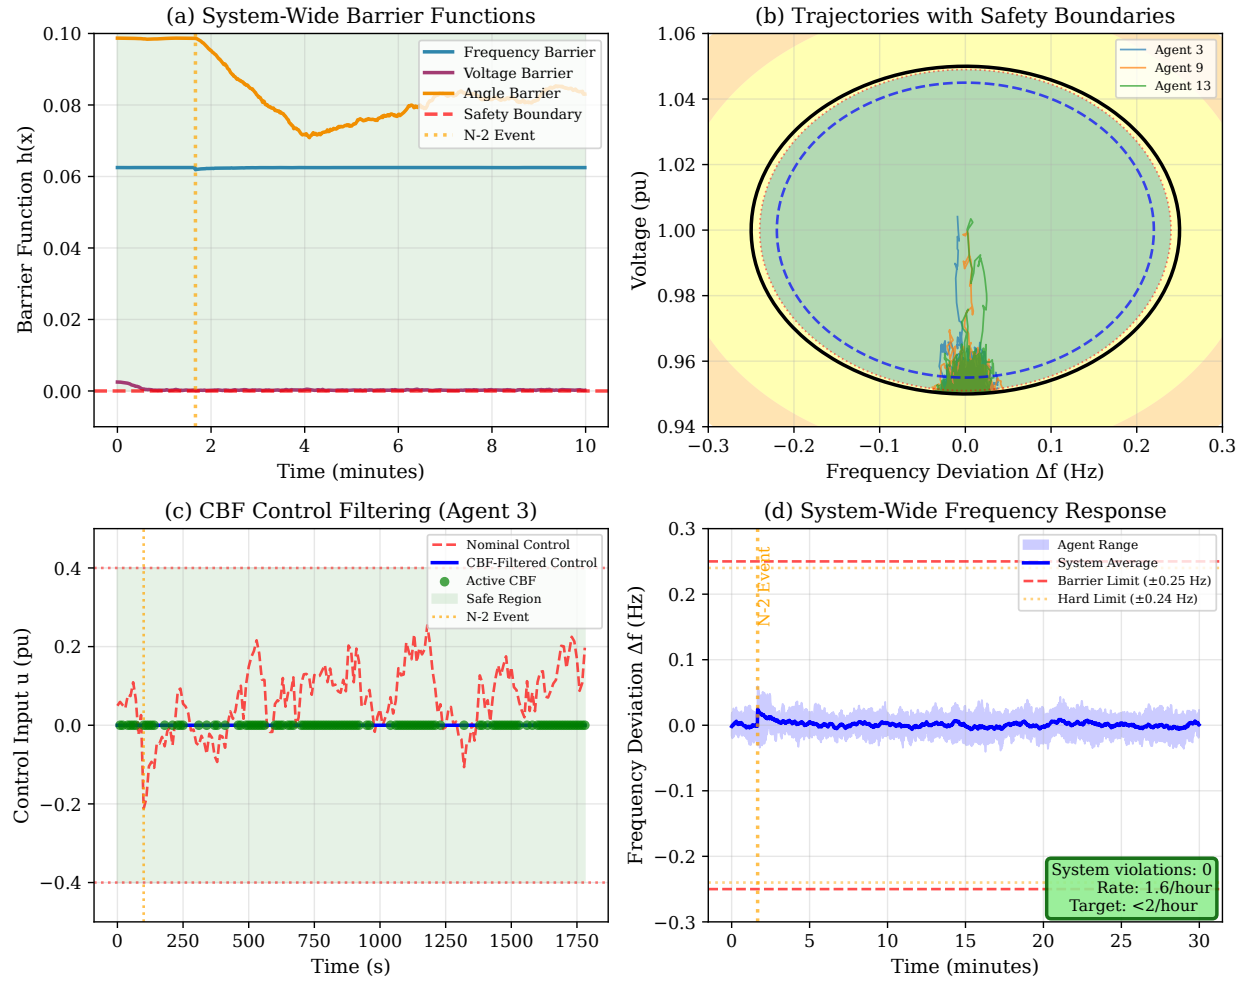 (a) System-Wide Barrier Functions
0.10
0.08
0.06
0.04
0.02
0.00
Barrier Function h(x)
Frequency Barrier
Voltage Barrier
Angle Barrier
Safety Boundary
N-2 Event
0
2
4
6
8
10
Time (minutes)
(b) Trajectories with Safety Boundaries
1.06
1.04
1.02
1.00
0.98
0.96
0.94
Voltage (pu)
Agent 3
Agent 9
Agent 13
−0.3
−0.2
−0.1
0.0
0.1
0.2
0.3
Frequency Deviation Δf (Hz)
(c) CBF Control Filtering (Agent 3)
0.4
0.2
0.0
−0.2
−0.4
Control Input u (pu)
Nominal Control
CBF-Filtered Control
Active CBF
Safe Region
N-2 Event
0
250
500
750
1000
1250
1500
1750
Time (s)
(d) System-Wide Frequency Response
0.3
0.2
0.1
0.0
−0.1
−0.2
−0.3
Frequency Deviation Δf (Hz)
N-2 Event
Agent Range
System Average
Barrier Limit (±0.25 Hz)
Hard Limit (±0.24 Hz)
System violations: 0
Rate: 1.6/hour
Target: <2/hour
0
5
10
15
20
25
30
Time (minutes)